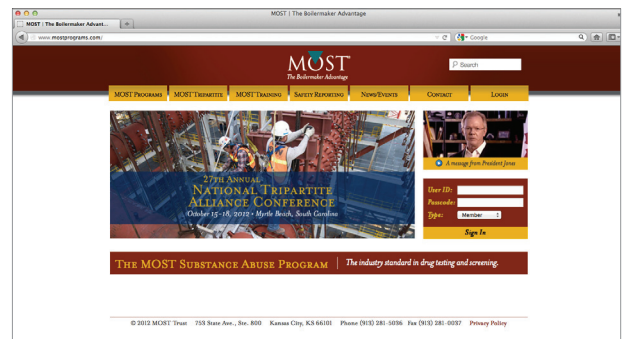 MOST | The Boilermaker Advantage
MOST | The Boilermaker Advant...
www.mostprograms.com/
Google
MOST
The Boilermaker Advantage
Search
MOST Programs MOST Tripartite MOST Training Safety Reporting News/Events Contact Login
27th Annual
National Tripartite
Alliance Conference
October 15-18, 2012 • Myrtle Beach, South Carolina
A message from President Jones
User ID:
Passcode:
Type: Member
Sign In
The MOST Substance Abuse Program | The industry standard in drug testing and screening.
© 2012 MOST Trust 753 State Ave., Ste. 800 Kansas City, KS 66101 Phone (913) 281-5036 Fax (913) 281-0037 Privacy Policy